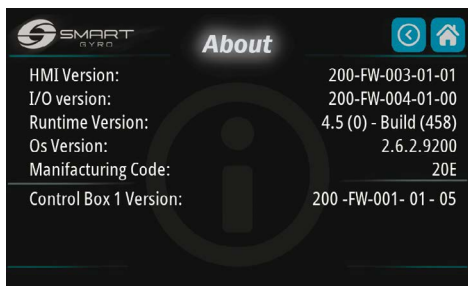 SMART
GYRO
About
HMI Version: 200-FW-003-01-01
I/O version: 200-FW-004-01-00
Runtime Version: 4.5 (0) - Build (458)
Os Version: 2.6.2.9200
Manifacturing Code: 20E
Control Box 1 Version: 200 -FW-001- 01 - 05